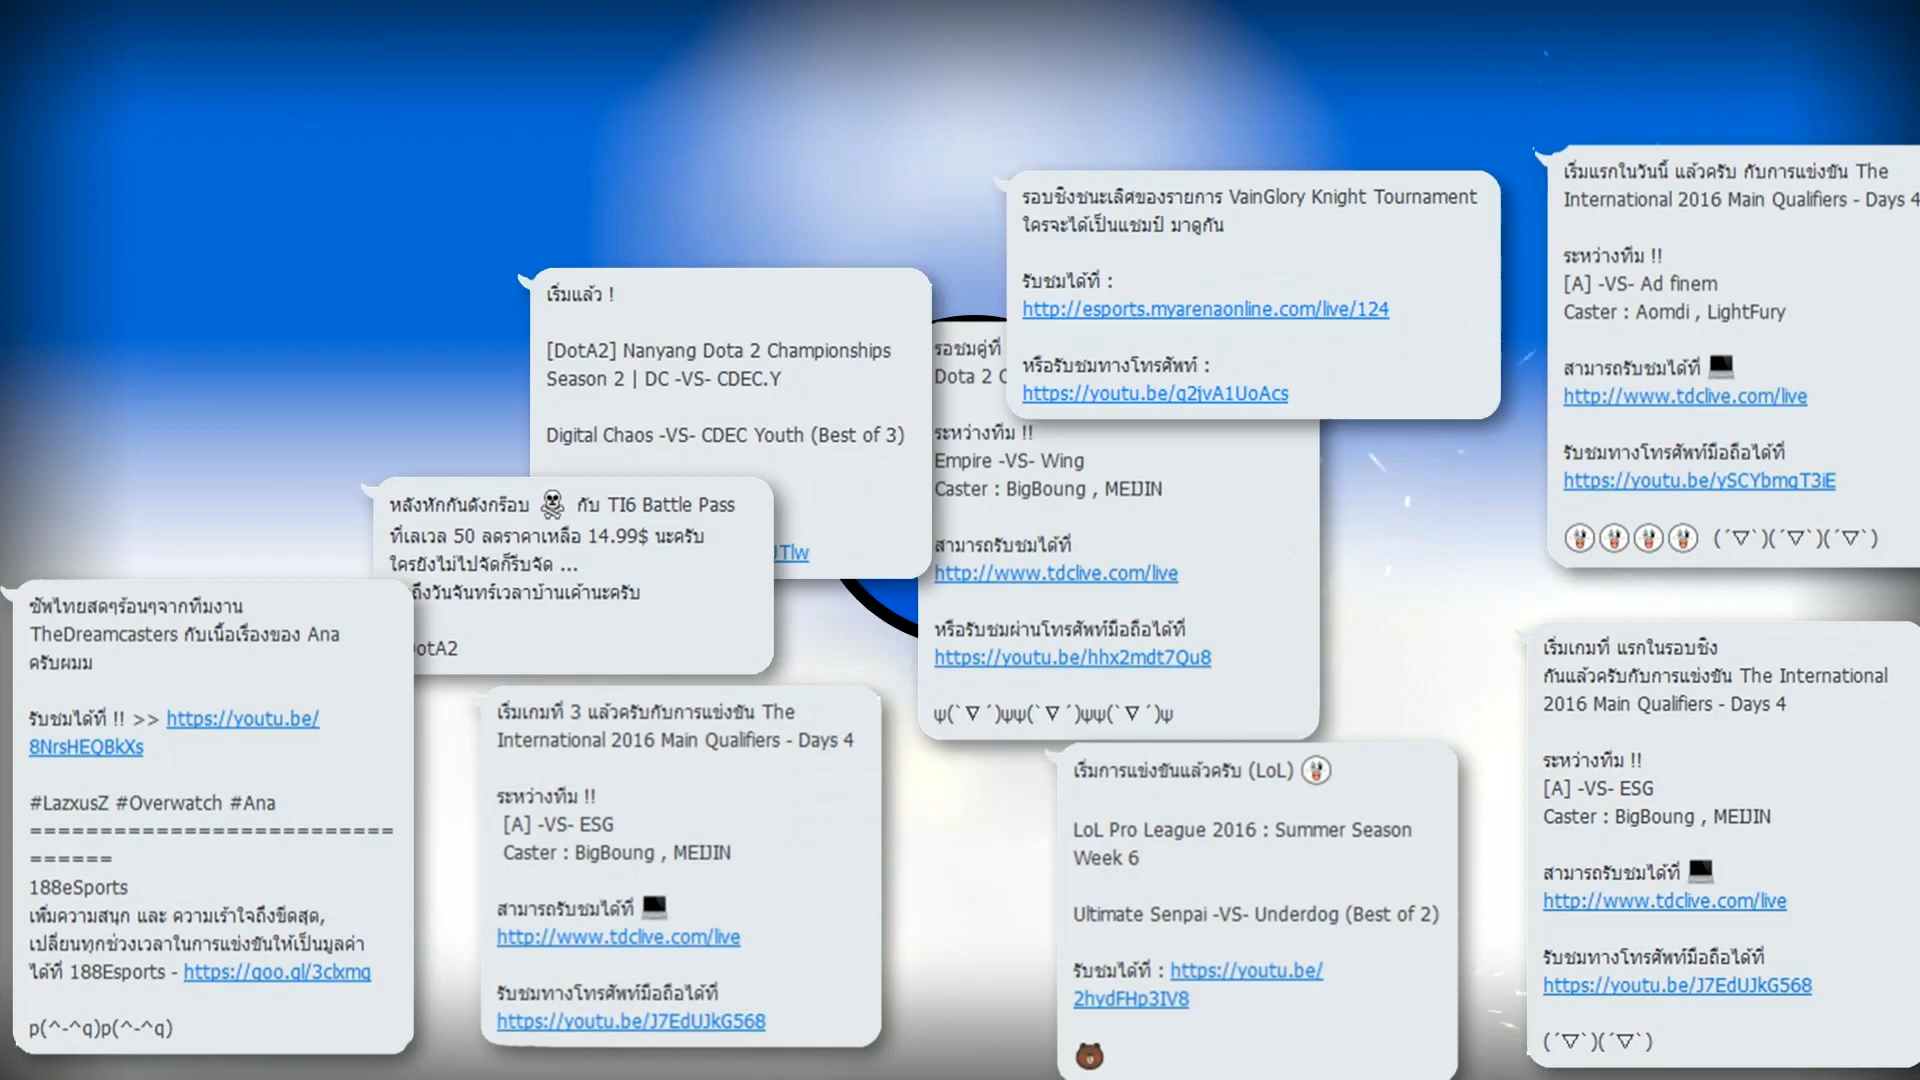 เริ่มแรกในวันนี้ แล้วครับ กับการแข่งขัน The
International 2016 Main Qualifiers - Days 4
ระหว่างทีม !!
[A] -VS- Ad finem
Caster : Aomdi , LightFury
สามารถรับชมได้ที่
http://www.tdclive.com/live
รับชมทางโทรศัพท์มือถือได้ที่
https://youtu.be/ySCYbmqT3iE
(´▽`)(´▽`)(´▽`)
รอบชิงชนะเลิศของรายการ VainGlory Knight Tournament
ใครจะได้เป็นแชมป์ มาดูกัน
รับชมได้ที่ :
http://esports.myarenaonline.com/live/124
หรือรับชมทางโทรศัพท์ :
https://youtu.be/q2jvA1UoAcs
เริ่มแล้ว !
[DotA2] Nanyang Dota 2 Championships
Season 2 | DC -VS- CDEC.Y
Digital Chaos -VS- CDEC Youth (Best of 3)
JTlw
รอชมคู่ที่
Dota 2 C
ระหว่างทีม !!
Empire -VS- Wing
Caster : BigBoung , MEIJIN
สามารถรับชมได้ที่
http://www.tdclive.com/live
หรือรับชมผ่านโทรศัพท์มือถือได้ที่
https://youtu.be/hhx2mdt7Qu8
ψ(`▽´)ψψ(`▽´)ψψ(`▽´)ψ
หลังหักกันดังกร๊อบ กับ TI6 Battle Pass
ที่เลเวล 50 ลดราคาเหลือ 14.99$ นะครับ
ใครยังไม่ไปจัดก็รีบจัด ...
ถึงวันจันทร์เวลาบ้านเค้านะครับ
DotA2
ซัพไทยสดๆร้อนๆจากทีมงาน
TheDreamcasters กับเนื้อเรื่องของ Ana
ครับผมม
รับชมได้ที่ !! >> https://youtu.be/
8NrsHEQBkXs
#LazxusZ #Overwatch #Ana
==========================
======
188eSports
เพิ่มความสนุก และ ความเร้าใจถึงขีดสุด,
เปลี่ยนทุกช่วงเวลาในการแข่งขันให้เป็นมูลค่า
ได้ที่ 188Esports - https://goo.gl/3clxmq
p(^-^q)p(^-^q)
เริ่มเกมที่ 3 แล้วครับกับการแข่งขัน The
International 2016 Main Qualifiers - Days 4
ระหว่างทีม !!
[A] -VS- ESG
Caster : BigBoung , MEIJIN
สามารถรับชมได้ที่
http://www.tdclive.com/live
รับชมทางโทรศัพท์มือถือได้ที่
https://youtu.be/J7EdUJkG568
เริ่มการแข่งขันแล้วครับ (LoL)
LoL Pro League 2016 : Summer Season
Week 6
Ultimate Senpai -VS- Underdog (Best of 2)
รับชมได้ที่ : https://youtu.be/
2hydFHp3IV8
เริ่มเกมที่ แรกในรอบชิง
กันแล้วครับกับการแข่งขัน The International
2016 Main Qualifiers - Days 4
ระหว่างทีม !!
[A] -VS- ESG
Caster : BigBoung , MEIJIN
สามารถรับชมได้ที่
http://www.tdclive.com/live
รับชมทางโทรศัพท์มือถือได้ที่
https://youtu.be/J7EdUJkG568
(´▽`)(´▽`)